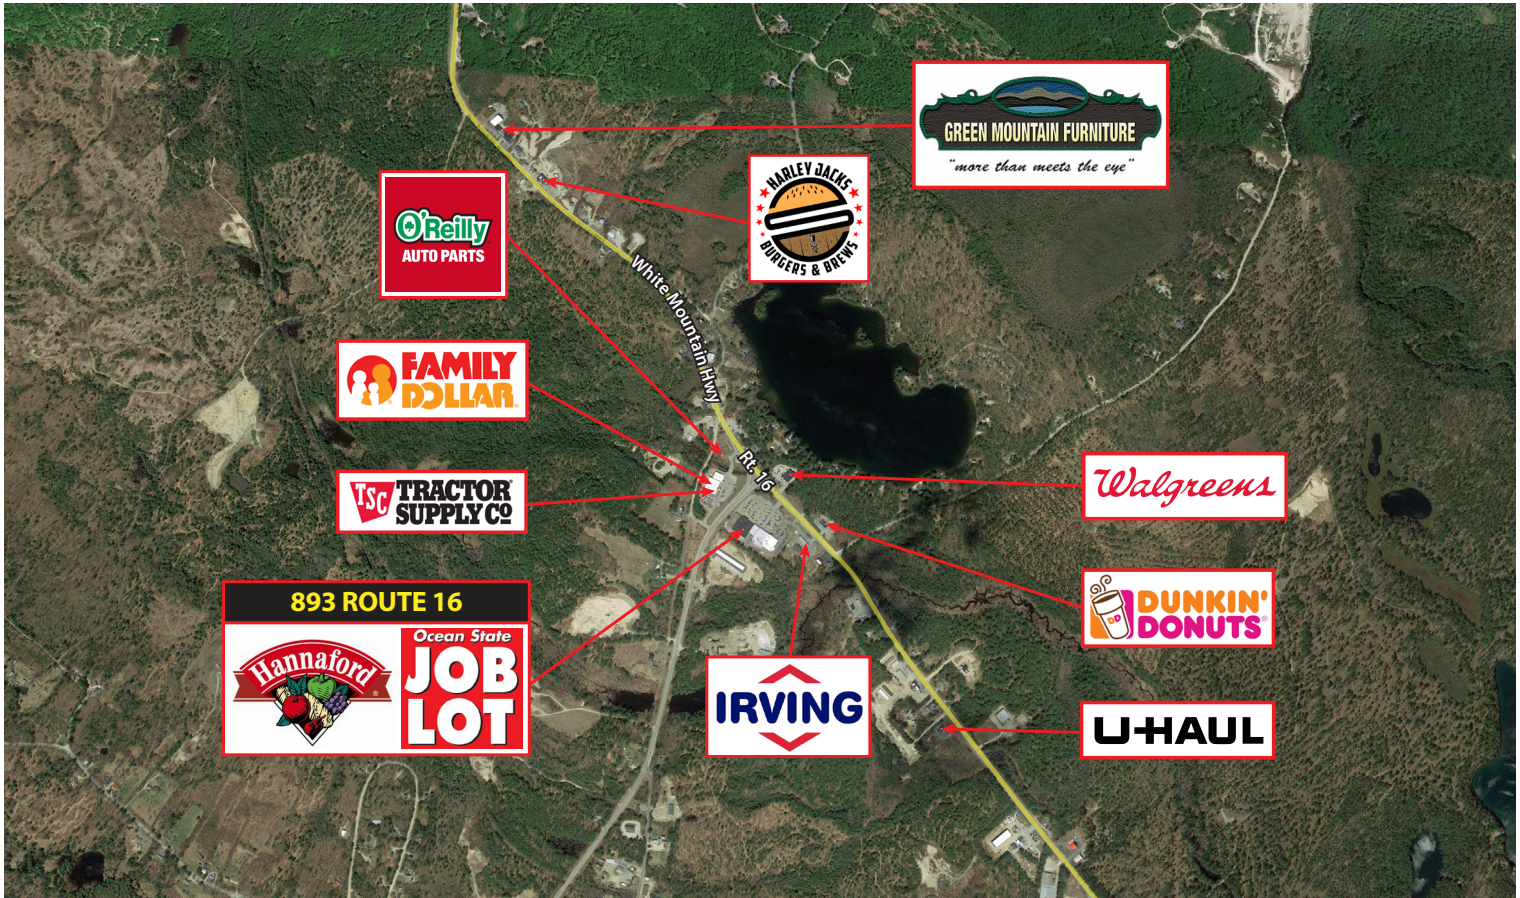 GREEN MOUNTAIN FURNITURE
"more than meets the eye"
HARLEY JACKS
BURGERS & BREWS
O'Reilly
AUTO PARTS
White Mountain Hwy
FAMILY
DOLLAR
Rt. 16
Walgreens
TSC TRACTOR
SUPPLY CO
DUNKIN'
DONUTS
DD
893 ROUTE 16
Hannaford
Ocean State
JOB
LOT
IRVING
U-HAUL